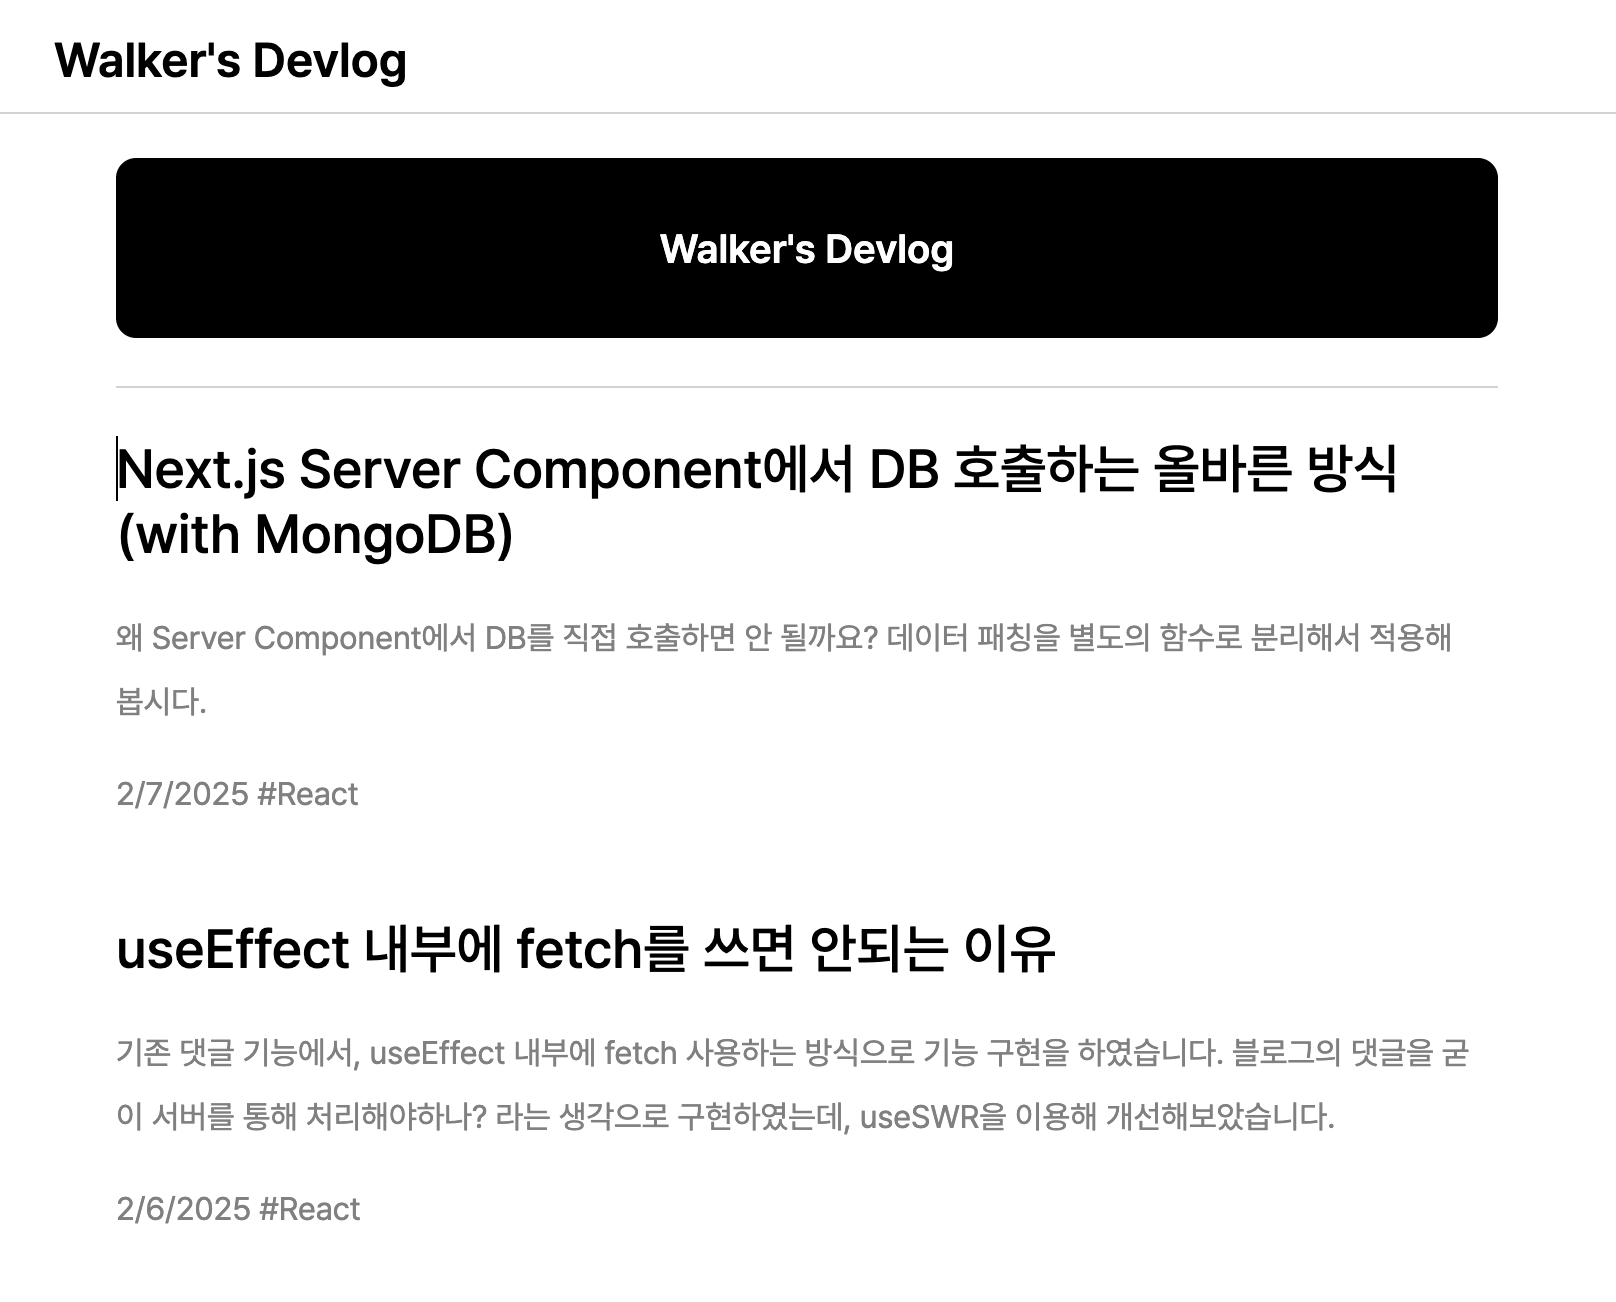 Walker's Devlog
Walker's Devlog
Next.js Server Component에서 DB 호출하는 올바른 방식
(with MongoDB)
왜 Server Component에서 DB를 직접 호출하면 안 될까요? 데이터 패칭을 별도의 함수로 분리해서 적용해
봅시다.
2/7/2025 #React
useEffect 내부에 fetch를 쓰면 안되는 이유
기존 댓글 기능에서, useEffect 내부에 fetch 사용하는 방식으로 기능 구현을 하였습니다. 블로그의 댓글을 굳
이 서버를 통해 처리해야하나? 라는 생각으로 구현하였는데, useSWR을 이용해 개선해보았습니다.
2/6/2025 #React